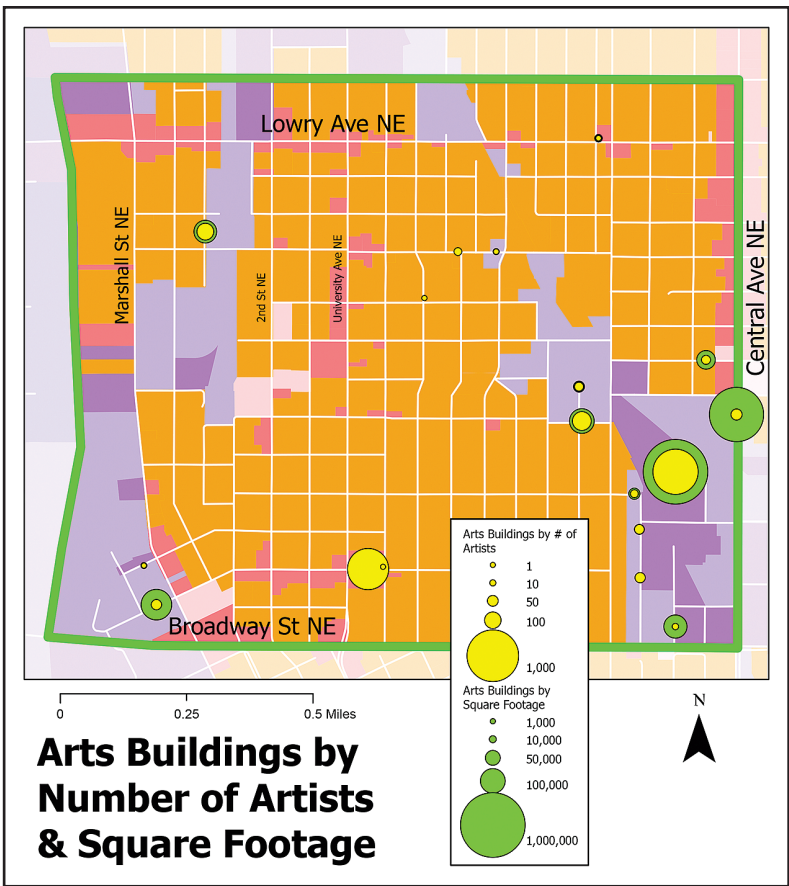 Lowry Ave NE
Marshall St NE
2nd St NE
University Ave NE
Central Ave NE
Broadway St NE
Arts Buildings by # of
Artists
1
10
50
100
1,000
Arts Buildings by
Square Footage
1,000
10,000
50,000
100,000
1,000,000
0 0.25 0.5 Miles
N
Arts Buildings by
Number of Artists
& Square Footage